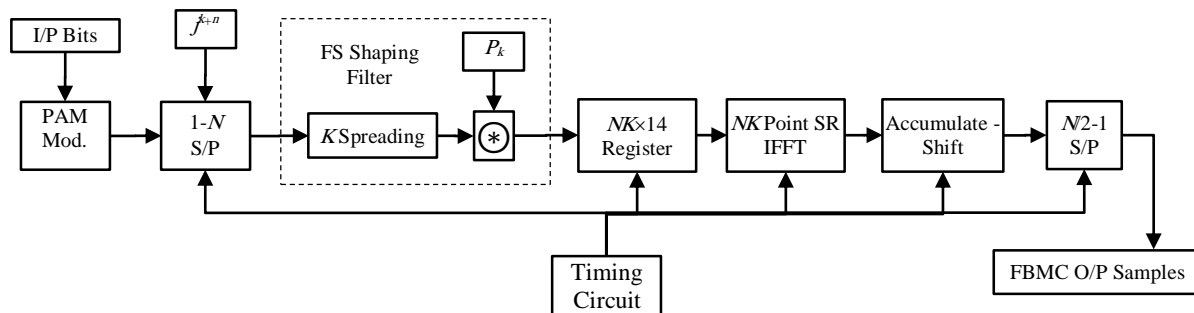 I/P Bits
j^{k+n}
FS Shaping
Filter
P_k
PAM
Mod.
1-N
S/P
K Spreading
*
NK×14
Register
NK Point SR
IFFT
Accumulate -
Shift
N/2-1
S/P
Timing
Circuit
FBMC O/P Samples